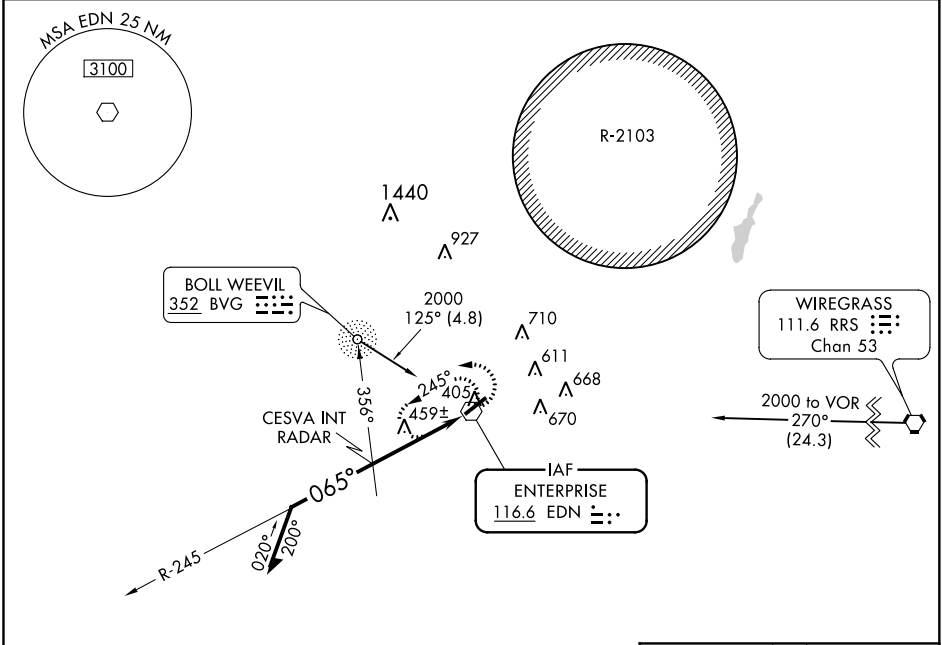 MSA EDN 25 NM
3100
R-2103
1440
927
BOLL WEEVIL
352 BVG
2000
125° (4.8)
710
611
668
670
WIREGRASS
111.6 RRS
Chan 53
2000 to VOR
270°
(24.3)
356°
245°
405
459±
CESVA INT
RADAR
065°
IAF
ENTERPRISE
116.6 EDN
020°
200°
R-245